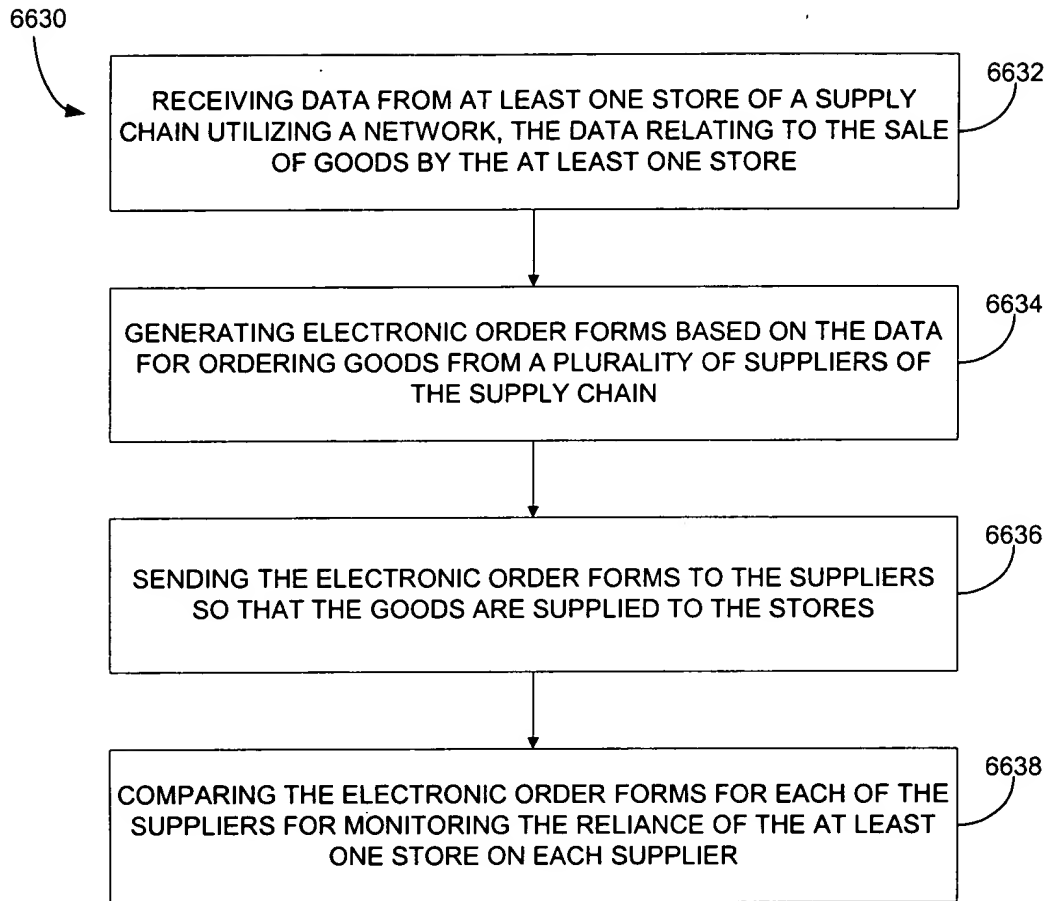 6630
6632
RECEIVING DATA FROM AT LEAST ONE STORE OF A SUPPLY
CHAIN UTILIZING A NETWORK, THE DATA RELATING TO THE SALE
OF GOODS BY THE AT LEAST ONE STORE
6634
GENERATING ELECTRONIC ORDER FORMS BASED ON THE DATA
FOR ORDERING GOODS FROM A PLURALITY OF SUPPLIERS OF
THE SUPPLY CHAIN
6636
SENDING THE ELECTRONIC ORDER FORMS TO THE SUPPLIERS
SO THAT THE GOODS ARE SUPPLIED TO THE STORES
6638
COMPARING THE ELECTRONIC ORDER FORMS FOR EACH OF THE
SUPPLIERS FOR MONITORING THE RELIANCE OF THE AT LEAST
ONE STORE ON EACH SUPPLIER